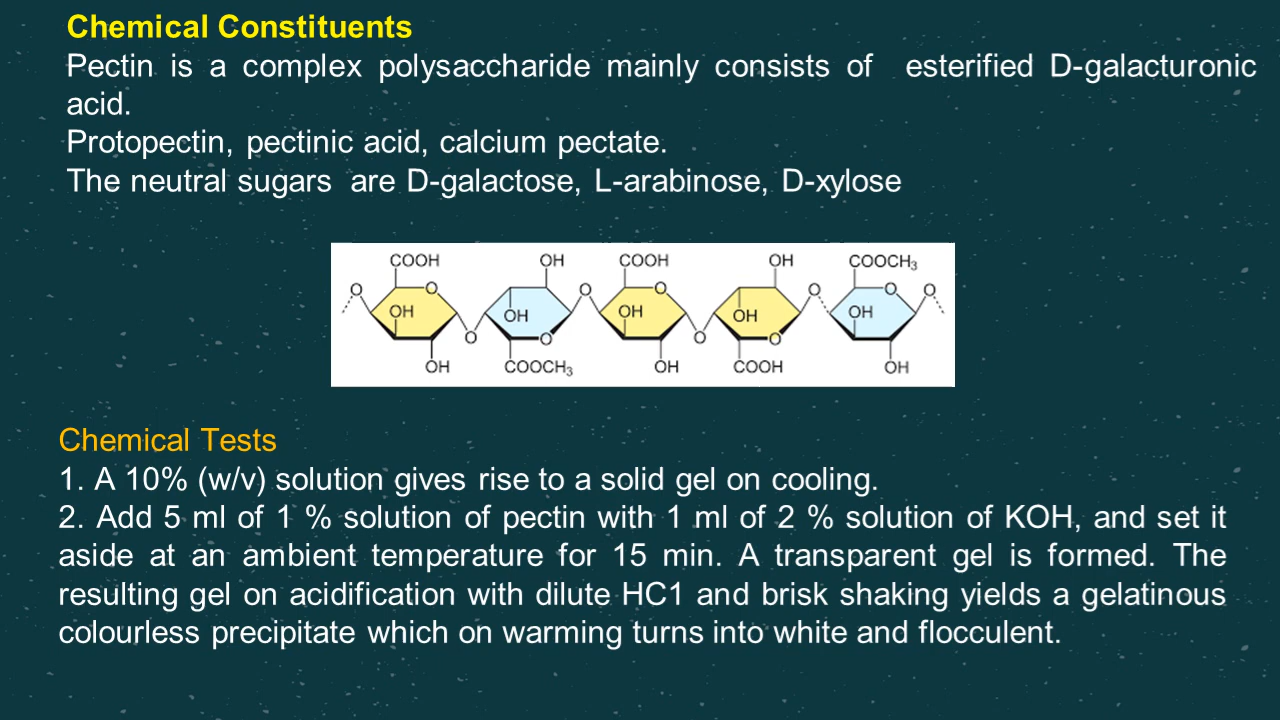 Chemical Constituents
Pectin is a complex polysaccharide mainly consists of esterified D-galacturonic
acid.
Protopectin, pectinic acid, calcium pectate.
The neutral sugars are D-galactose, L-arabinose, D-xylose
COOH OH COOH OH COOCH3
O O O O O O O
OH OH OH OH OH
O O O O
OH COOCH3 OH COOH OH
Chemical Tests
1. A 10% (w/v) solution gives rise to a solid gel on cooling.
2. Add 5 ml of 1 % solution of pectin with 1 ml of 2 % solution of KOH, and set it
aside at an ambient temperature for 15 min. A transparent gel is formed. The
resulting gel on acidification with dilute HC1 and brisk shaking yields a gelatinous
colourless precipitate which on warming turns into white and flocculent.